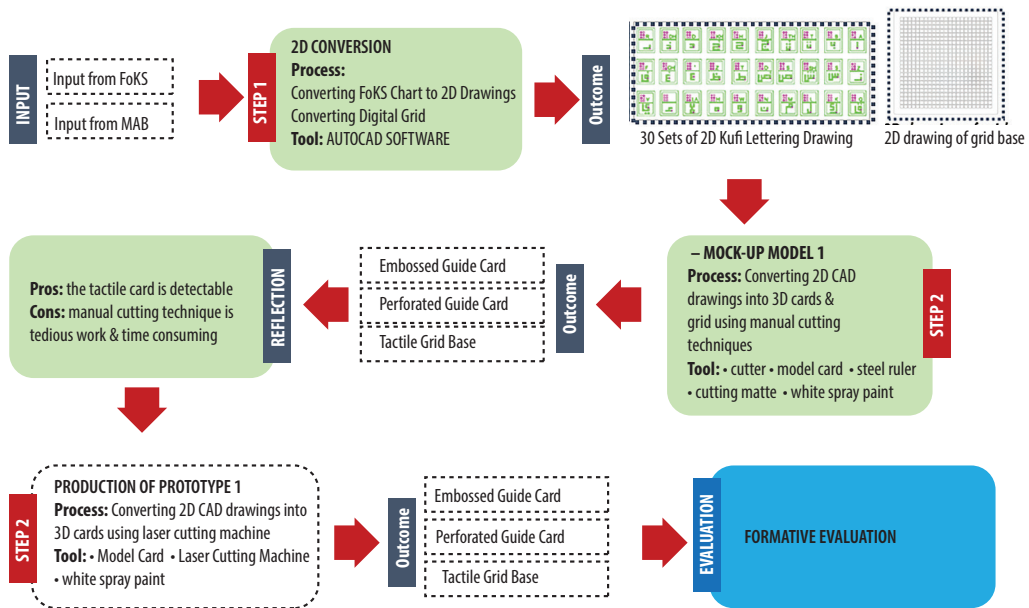 INPUT
Input from FoKS
Input from MAB
STEP 1
2D CONVERSION
Process:
Converting FoKS Chart to 2D Drawings
Converting Digital Grid
Tool: AUTOCAD SOFTWARE
Outcome
30 Sets of 2D Kufi Lettering Drawing
2D drawing of grid base
– MOCK-UP MODEL 1
Process: Converting 2D CAD
drawings into 3D cards &
grid using manual cutting
techniques
Tool: • cutter • model card • steel ruler
• cutting matte • white spray paint
STEP 2
Outcome
Embossed Guide Card
Perforated Guide Card
Tactile Grid Base
REFLECTION
Pros: the tactile card is detectable
Cons: manual cutting technique is
tedious work & time consuming
STEP 2
PRODUCTION OF PROTOTYPE 1
Process: Converting 2D CAD drawings into
3D cards using laser cutting machine
Tool: • Model Card • Laser Cutting Machine
• white spray paint
Outcome
Embossed Guide Card
Perforated Guide Card
Tactile Grid Base
EVALUATION
FORMATIVE EVALUATION